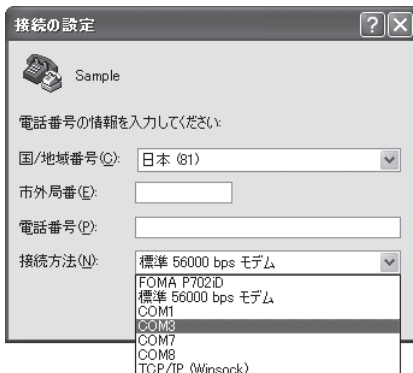 接続の設定
Sample
電話番号の情報を入力してください:
国/地域番号(C): 日本 (81)
市外局番(E):
電話番号(P):
接続方法(N): 標準 56000 bps モデム
FOMA P702iD
標準 56000 bps モデム
COM1
COM3
COM7
COM8
TCP/IP (Winsock)